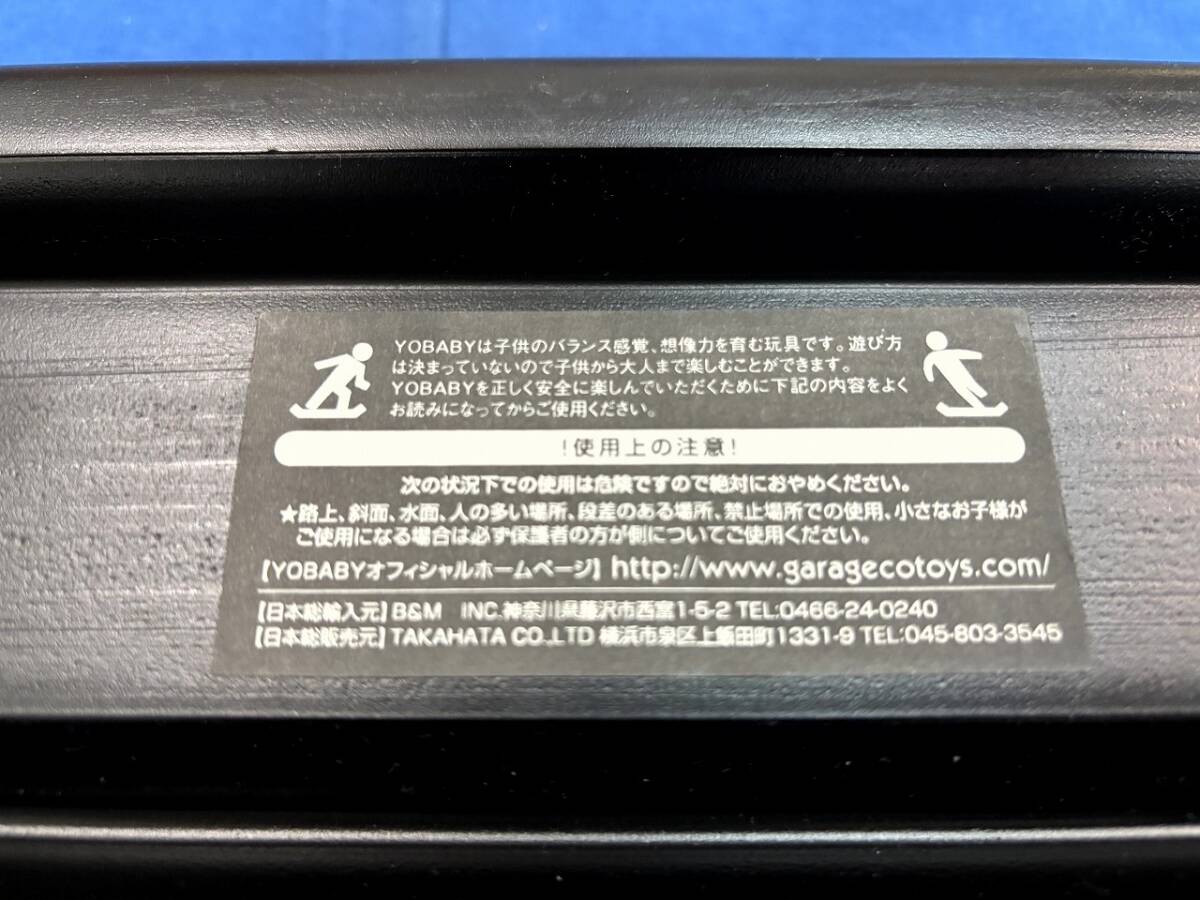 YOBABYは子供のバランス感覚、想像力を育む玩具です。遊び方
は決まっていないので子供から大人まで楽しむことができます。
YOBABYを正しく安全に楽しんでいただくために下記の内容をよく
お読みになってからご使用ください。
!使用上の注意!
次の状況下での使用は危険ですので絶対におやめください。
★路上、斜面、水面、人の多い場所、段差のある場所、禁止場所での使用、小さなお子様が
ご使用になる場合は必ず保護者の方が側についてご使用ください。
【YOBABYオフィシャルホームページ】 http://www.garagecotoys.com/
【日本総輸入元】 B&M INC.神奈川県藤沢市西富1-5-2 TEL:0466-24-0240
【日本総販売元】 TAKAHATA CO.LTD 横浜市泉区上飯田町1331-9 TEL:045-803-3545